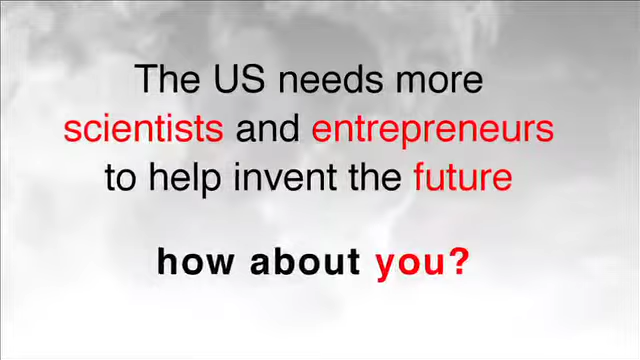 The US needs more
scientists and entrepreneurs
to help invent the future
how about you?